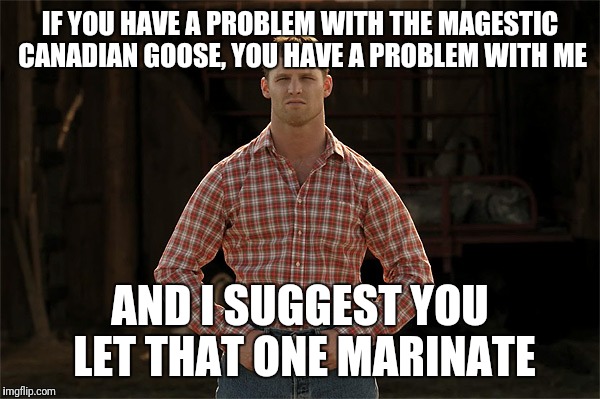 IF YOU HAVE A PROBLEM WITH THE MAGESTIC
CANADIAN GOOSE, YOU HAVE A PROBLEM WITH ME
AND I SUGGEST YOU
LET THAT ONE MARINATE
imgflip.com